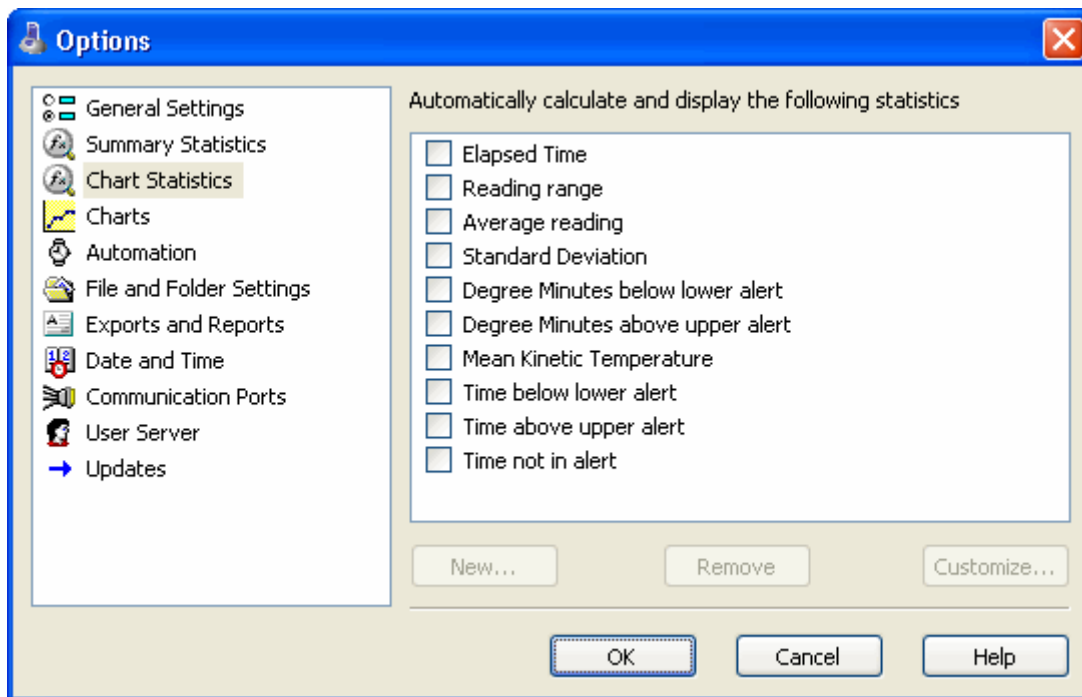 Options
General Settings
Summary Statistics
Chart Statistics
Charts
Automation
File and Folder Settings
Exports and Reports
Date and Time
Communication Ports
User Server
Updates
Automatically calculate and display the following statistics
Elapsed Time
Reading range
Average reading
Standard Deviation
Degree Minutes below lower alert
Degree Minutes above upper alert
Mean Kinetic Temperature
Time below lower alert
Time above upper alert
Time not in alert
New...
Remove
Customize...
OK
Cancel
Help